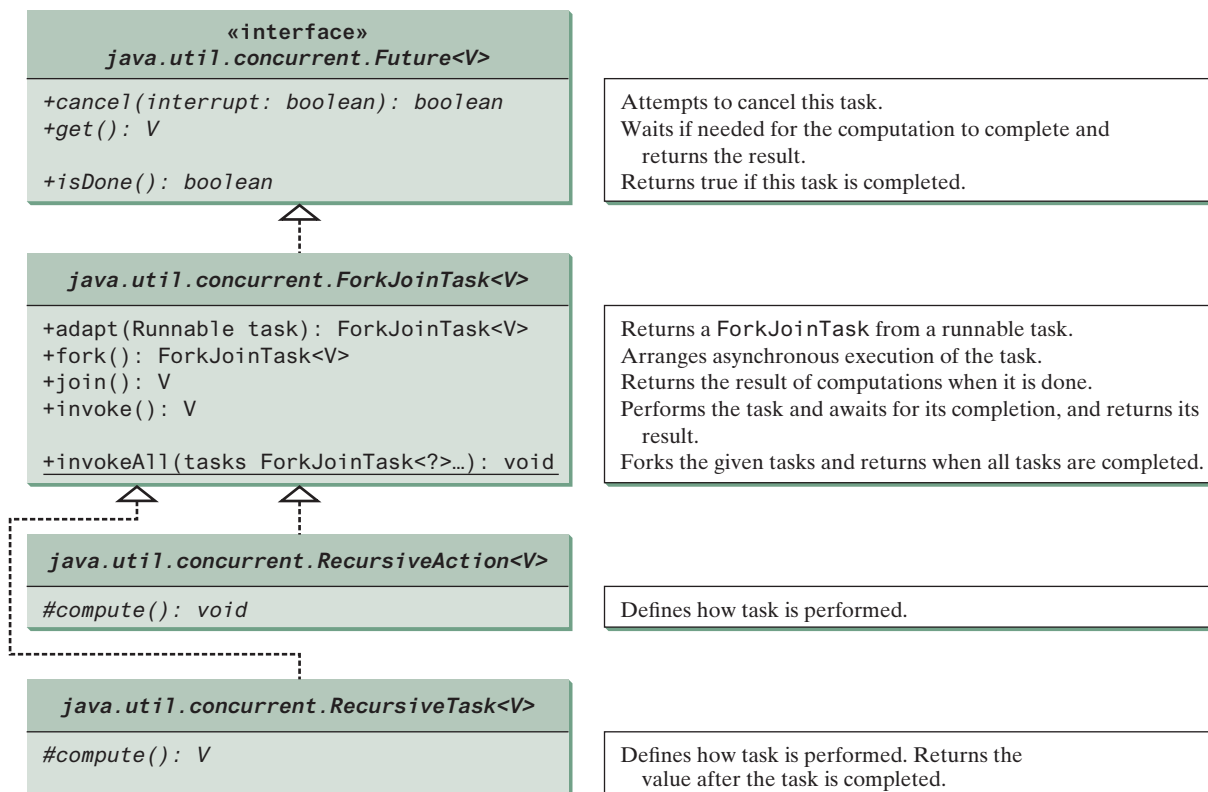 «interface»
java.util.concurrent.Future<V>
+cancel(interrupt: boolean): boolean
+get(): V
+isDone(): boolean
Attempts to cancel this task.
Waits if needed for the computation to complete and
returns the result.
Returns true if this task is completed.
java.util.concurrent.ForkJoinTask<V>
+adapt(Runnable task): ForkJoinTask<V>
+fork(): ForkJoinTask<V>
+join(): V
+invoke(): V
+invokeAll(tasks ForkJoinTask<?>…): void
Returns a ForkJoinTask from a runnable task.
Arranges asynchronous execution of the task.
Returns the result of computations when it is done.
Performs the task and awaits for its completion, and returns its
result.
Forks the given tasks and returns when all tasks are completed.
java.util.concurrent.RecursiveAction<V>
#compute(): void
Defines how task is performed.
java.util.concurrent.RecursiveTask<V>
#compute(): V
Defines how task is performed. Returns the
value after the task is completed.